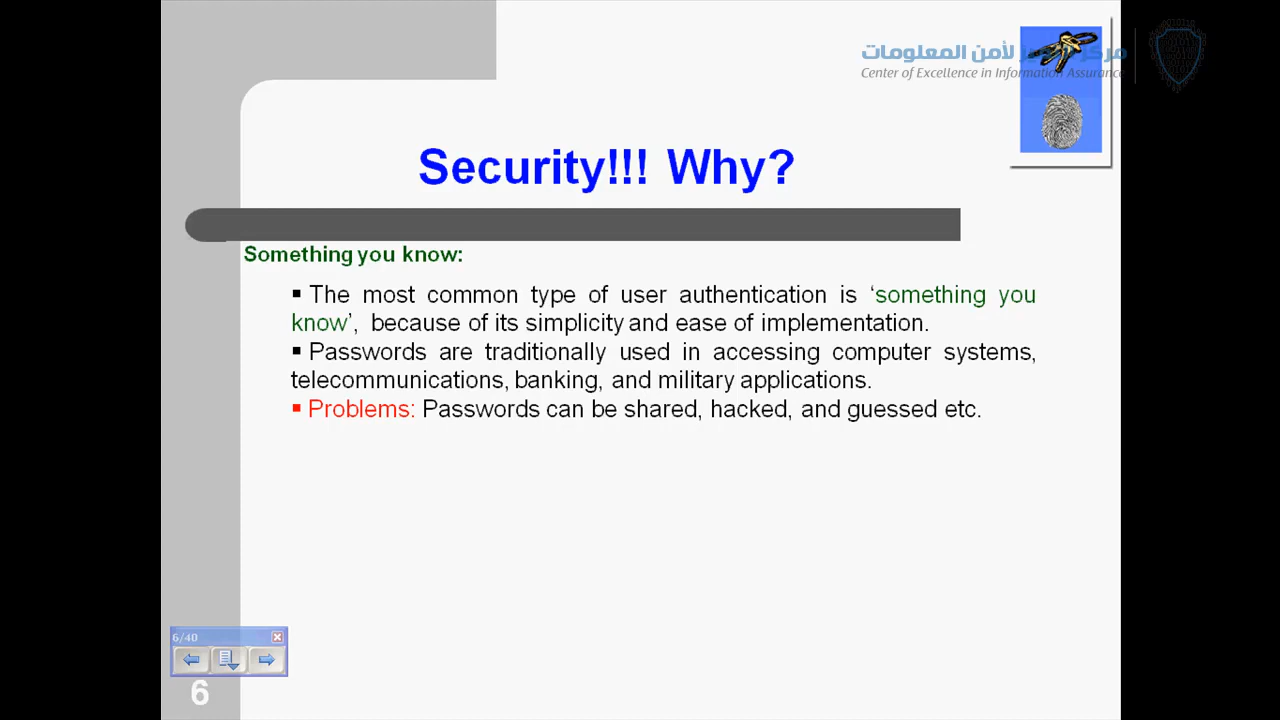 مركز التميز لأمن المعلومات
Center of Excellence in Information Assurance
Security!!! Why?
Something you know:
▪ The most common type of user authentication is ‘something you
know’, because of its simplicity and ease of implementation.
▪ Passwords are traditionally used in accessing computer systems,
telecommunications, banking, and military applications.
▪ Problems: Passwords can be shared, hacked, and guessed etc.
6/40
6